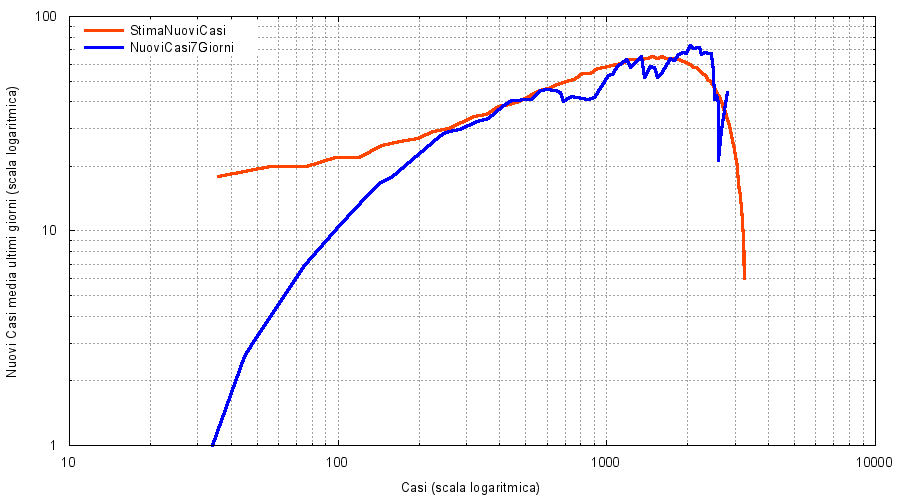 100
StimaNuoviCasi
NuoviCasi7Giorni
Nuovi Casi media ultimi giorni (scala logaritmica)
10
1
10
100
1000
10000
Casi (scala logaritmica)